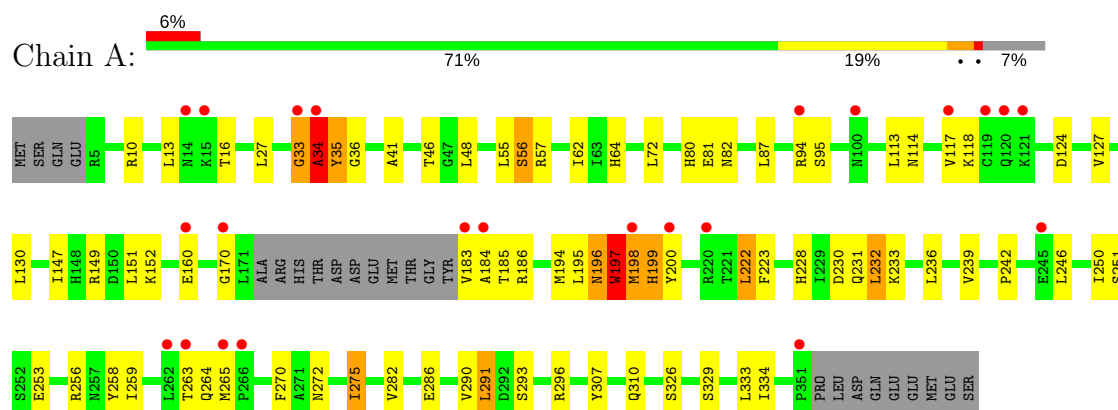 6%
Chain A:
71% 19% • • 7%
MET SER GLN GLU R5 R10 L13 N14 K15 T16 L27 G33 A34 Y35 G36 A41 T46 G47 L48 L55 S56 R57 I62 I63 H64 L72 H80 E81 N82 L87 R94 S95 N100 L113 N114 V117 K118 C119 Q120 K121 D124 V127
L130 I147 H148 R149 D150 L151 K152 E160 G170 L171 ALA ARG HIS THR ASP ASP GLU MET THR GLY TYR V183 A184 T185 R186 M194 L195 N196 W197 M198 H199 Y200 R220 T221 L222 F223 H228 I229 D230 Q231 L232 K233 L236 V239 P242 E245 L246 I250 S251
S252 E253 R256 N257 Y258 I259 L262 T263 Q264 M265 P266 F270 A271 N272 I275 V282 E286 V290 L291 D292 S293 R296 Y307 Q310 S326 S329 L333 I334 P351 PRO LEU ASP GLN GLU GLU MET GLU SER